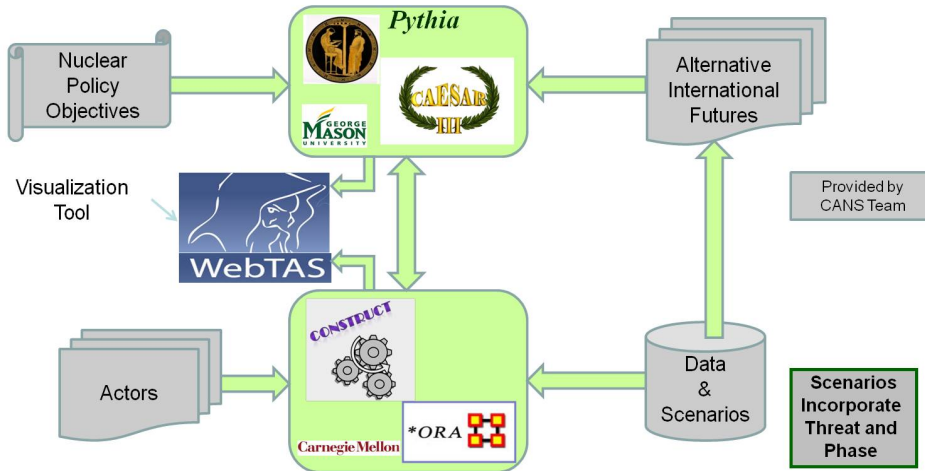 Pythia
Nuclear
Policy
Objectives
CAESAR
III
GEORGE
MASON
UNIVERSITY
Alternative
International
Futures
Visualization
Tool
WebTAS
Provided by
CANS Team
CONSTRUCT
Actors
*ORA
Carnegie Mellon
Data
&
Scenarios
Scenarios
Incorporate
Threat and
Phase